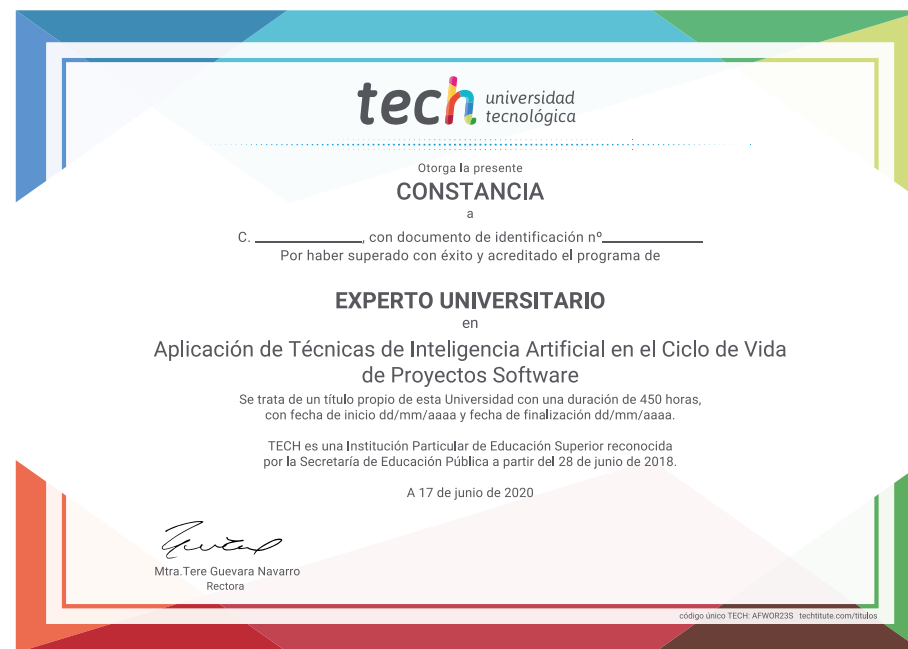 tech universidad
tecnológica
Otorga la presente
CONSTANCIA
a
C. ____________, con documento de identificación nº____________
Por haber superado con éxito y acreditado el programa de
EXPERTO UNIVERSITARIO
en
Aplicación de Técnicas de Inteligencia Artificial en el Ciclo de Vida
de Proyectos Software
Se trata de un título propio de esta Universidad con una duración de 450 horas,
con fecha de inicio dd/mm/aaaa y fecha de finalización dd/mm/aaaa.
TECH es una Institución Particular de Educación Superior reconocida
por la Secretaría de Educación Pública a partir del 28 de junio de 2018.
A 17 de junio de 2020
Mtra.Tere Guevara Navarro
Rectora
código único TECH: AFWOR23S techtitute.com/titulos